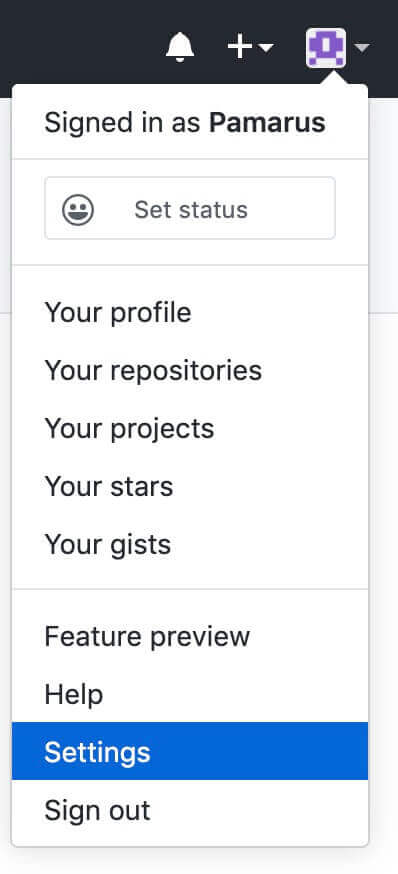 Signed in as Pamarus
Set status
Your profile
Your repositories
Your projects
Your stars
Your gists
Feature preview
Help
Settings
Sign out